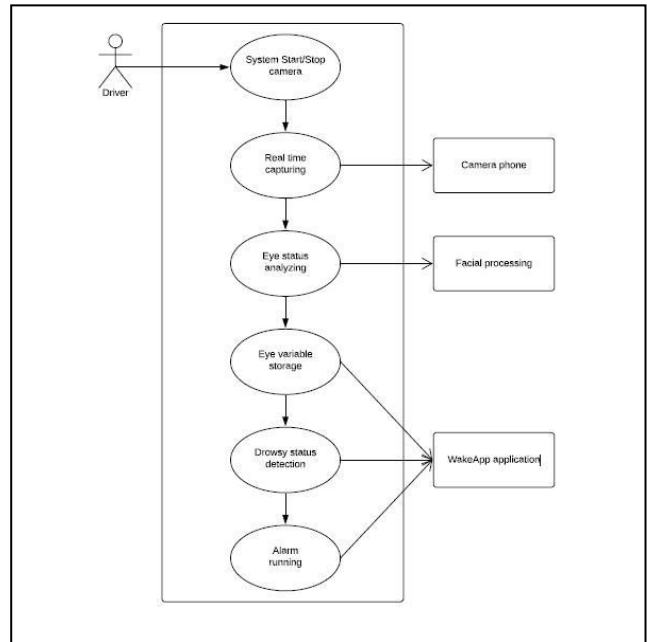 System Start/Stop
camera
Driver
Real time
capturing
Camera phone
Eye status
analyzing
Facial processing
Eye variable
storage
Drowsy status
detection
WakeApp application
Alarm
running